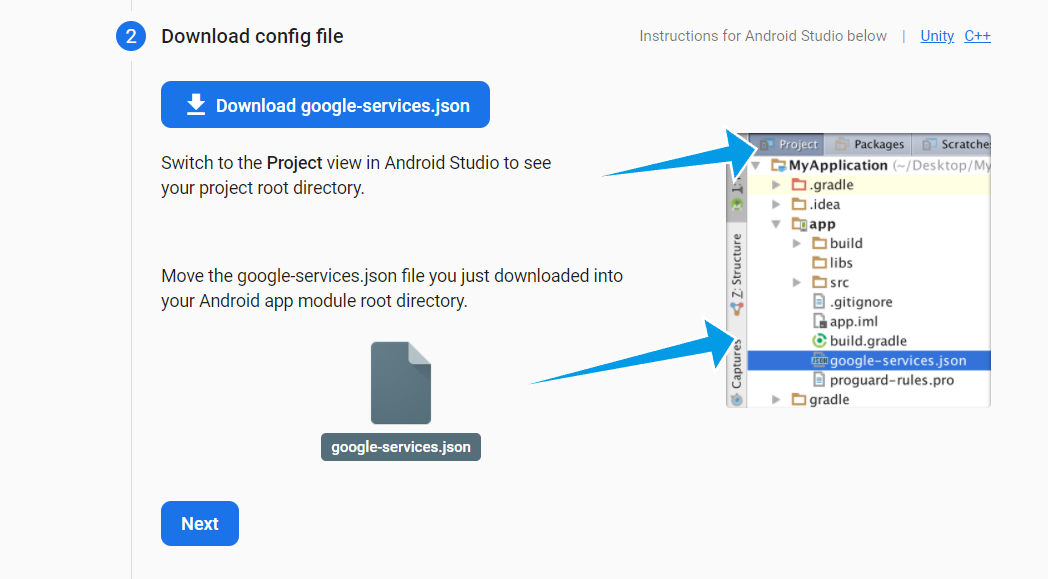 2 Download config file
Instructions for Android Studio below | Unity C++
Download google-services.json
Switch to the Project view in Android Studio to see
your project root directory.
Move the google-services.json file you just downloaded into
your Android app module root directory.
google-services.json
Next
Project Packages Scratches
MyApplication (~/Desktop/My
.gradle
.idea
app
build
libs
src
.gitignore
app.iml
build.gradle
google-services.json
proguard-rules.pro
gradle
1:
Z: Structure
Captures